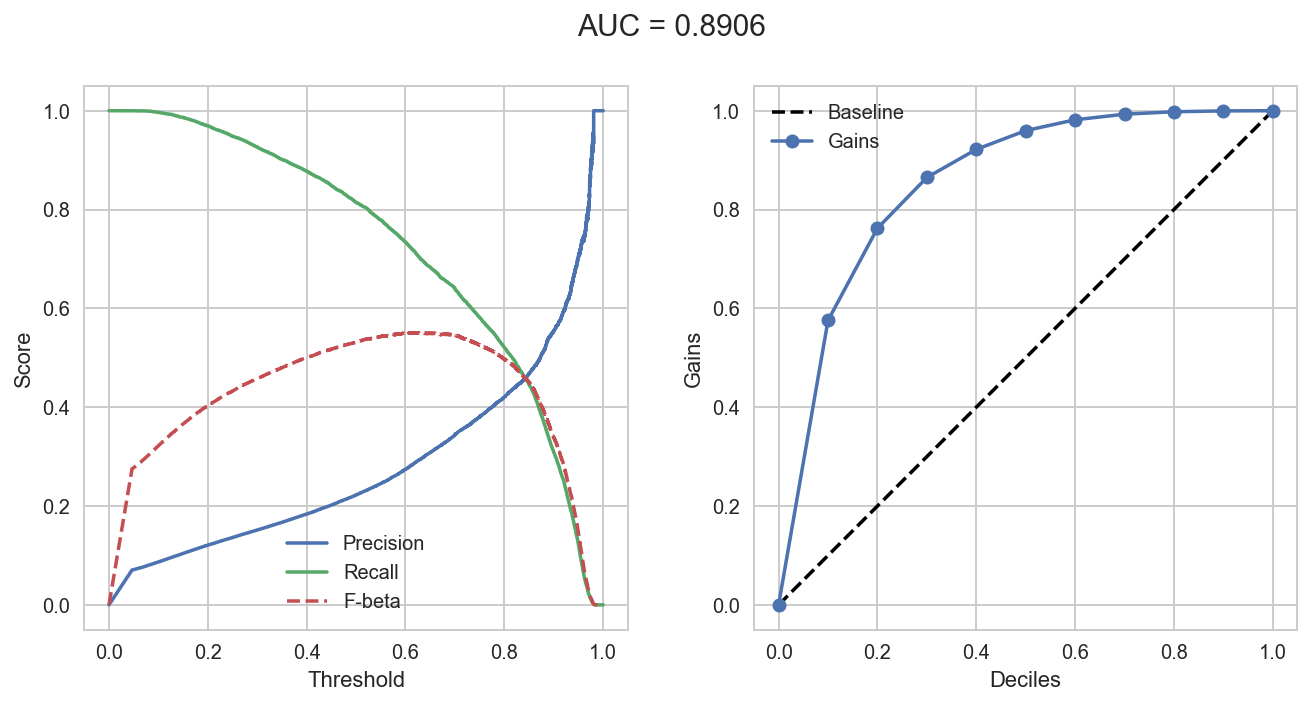 AUC = 0.8906
1.0
0.8
0.6
0.4
0.2
0.0
Score
Precision
Recall
F-beta
0.0 0.2 0.4 0.6 0.8 1.0
Threshold
1.0
0.8
0.6
0.4
0.2
0.0
Gains
Baseline
Gains
0.0 0.2 0.4 0.6 0.8 1.0
Deciles